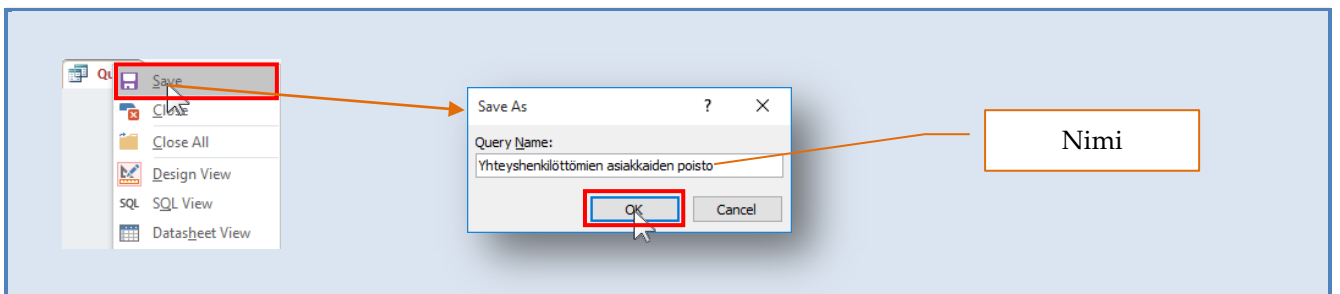 Qu
Save
Close
Close All
Design View
SQL SQL View
Datasheet View
Save As ? X
Query Name:
Yhteyshenkilöttömien asiakkaiden poisto
OK Cancel
Nimi